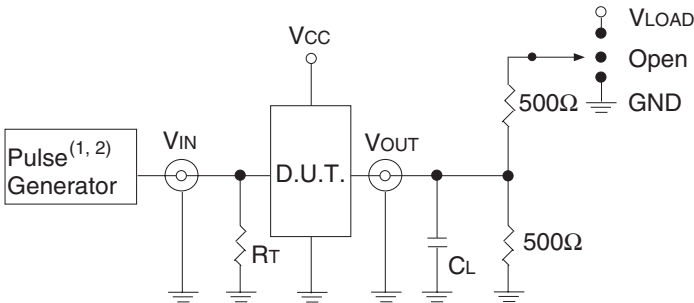 VLOAD
VCC
Open
500Ω
GND
VIN
VOUT
Pulse(1, 2)
Generator
D.U.T.
RT
CL
500Ω